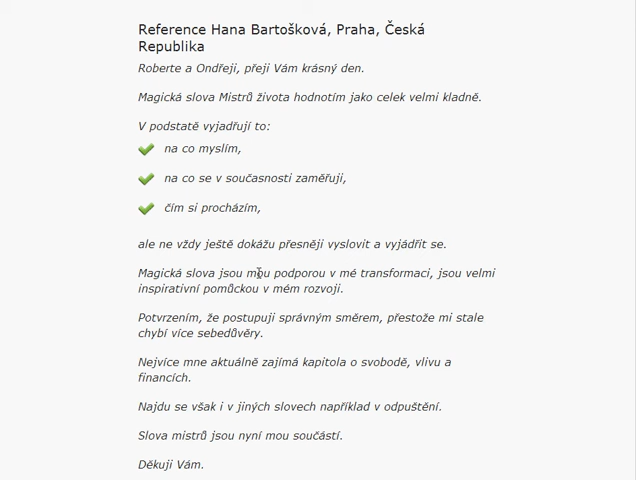 Reference Hana Bartošková, Praha, Česká
Republika
Roberte a Ondřeji, přeji Vám krásný den.
Magická slova Mistrů života hodnotím jako celek velmi kladně.
V podstatě vyjadřují to:
na co myslím,
na co se v současnosti zaměřuji,
čím si procházím,
ale ne vždy ještě dokážu přesněji vyslovit a vyjádřit se.
Magická slova jsou mou podporou v mé transformaci, jsou velmi
inspirativní pomůckou v mém rozvoji.
Potvrzením, že postupuji správným směrem, přestože mi stale
chybí více sebedůvěry.
Nejvíce mne aktuálně zajímá kapitola o svobodě, vlivu a
financích.
Najdu se však i v jiných slovech například v odpuštění.
Slova mistrů jsou nyní mou součástí.
Děkuji Vám.